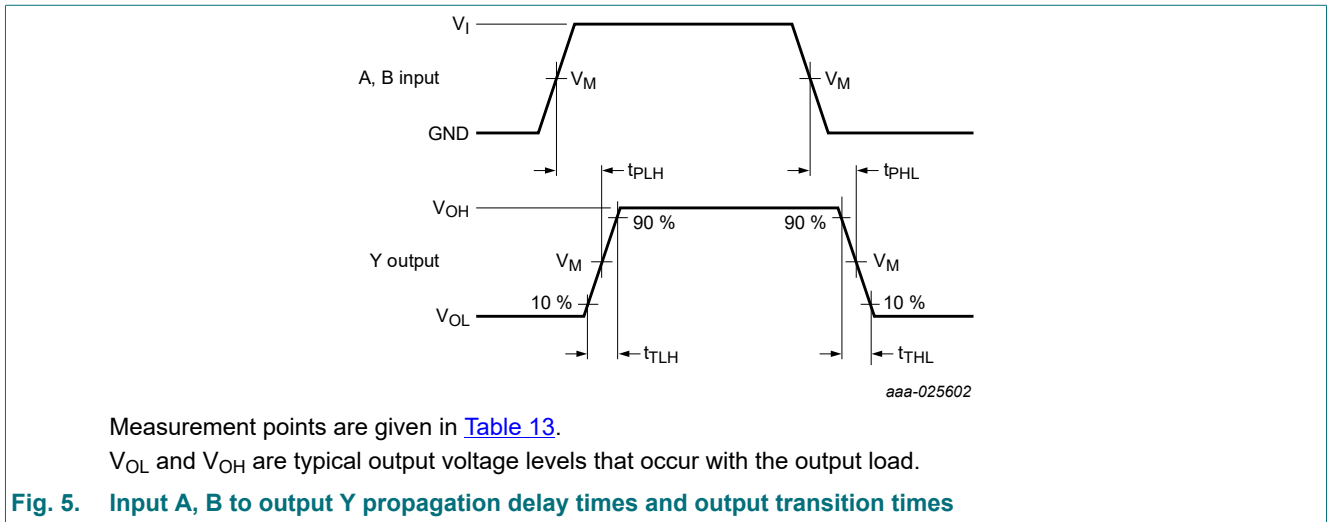 V_I
A, B input
V_M V_M
GND
t_PLH t_PHL
V_OH
90 % 90 %
Y output
V_M V_M
10 % 10 %
V_OL
t_TLH t_THL
aaa-025602
Measurement points are given in Table 13.
V_OL and V_OH are typical output voltage levels that occur with the output load.
Fig. 5. Input A, B to output Y propagation delay times and output transition times